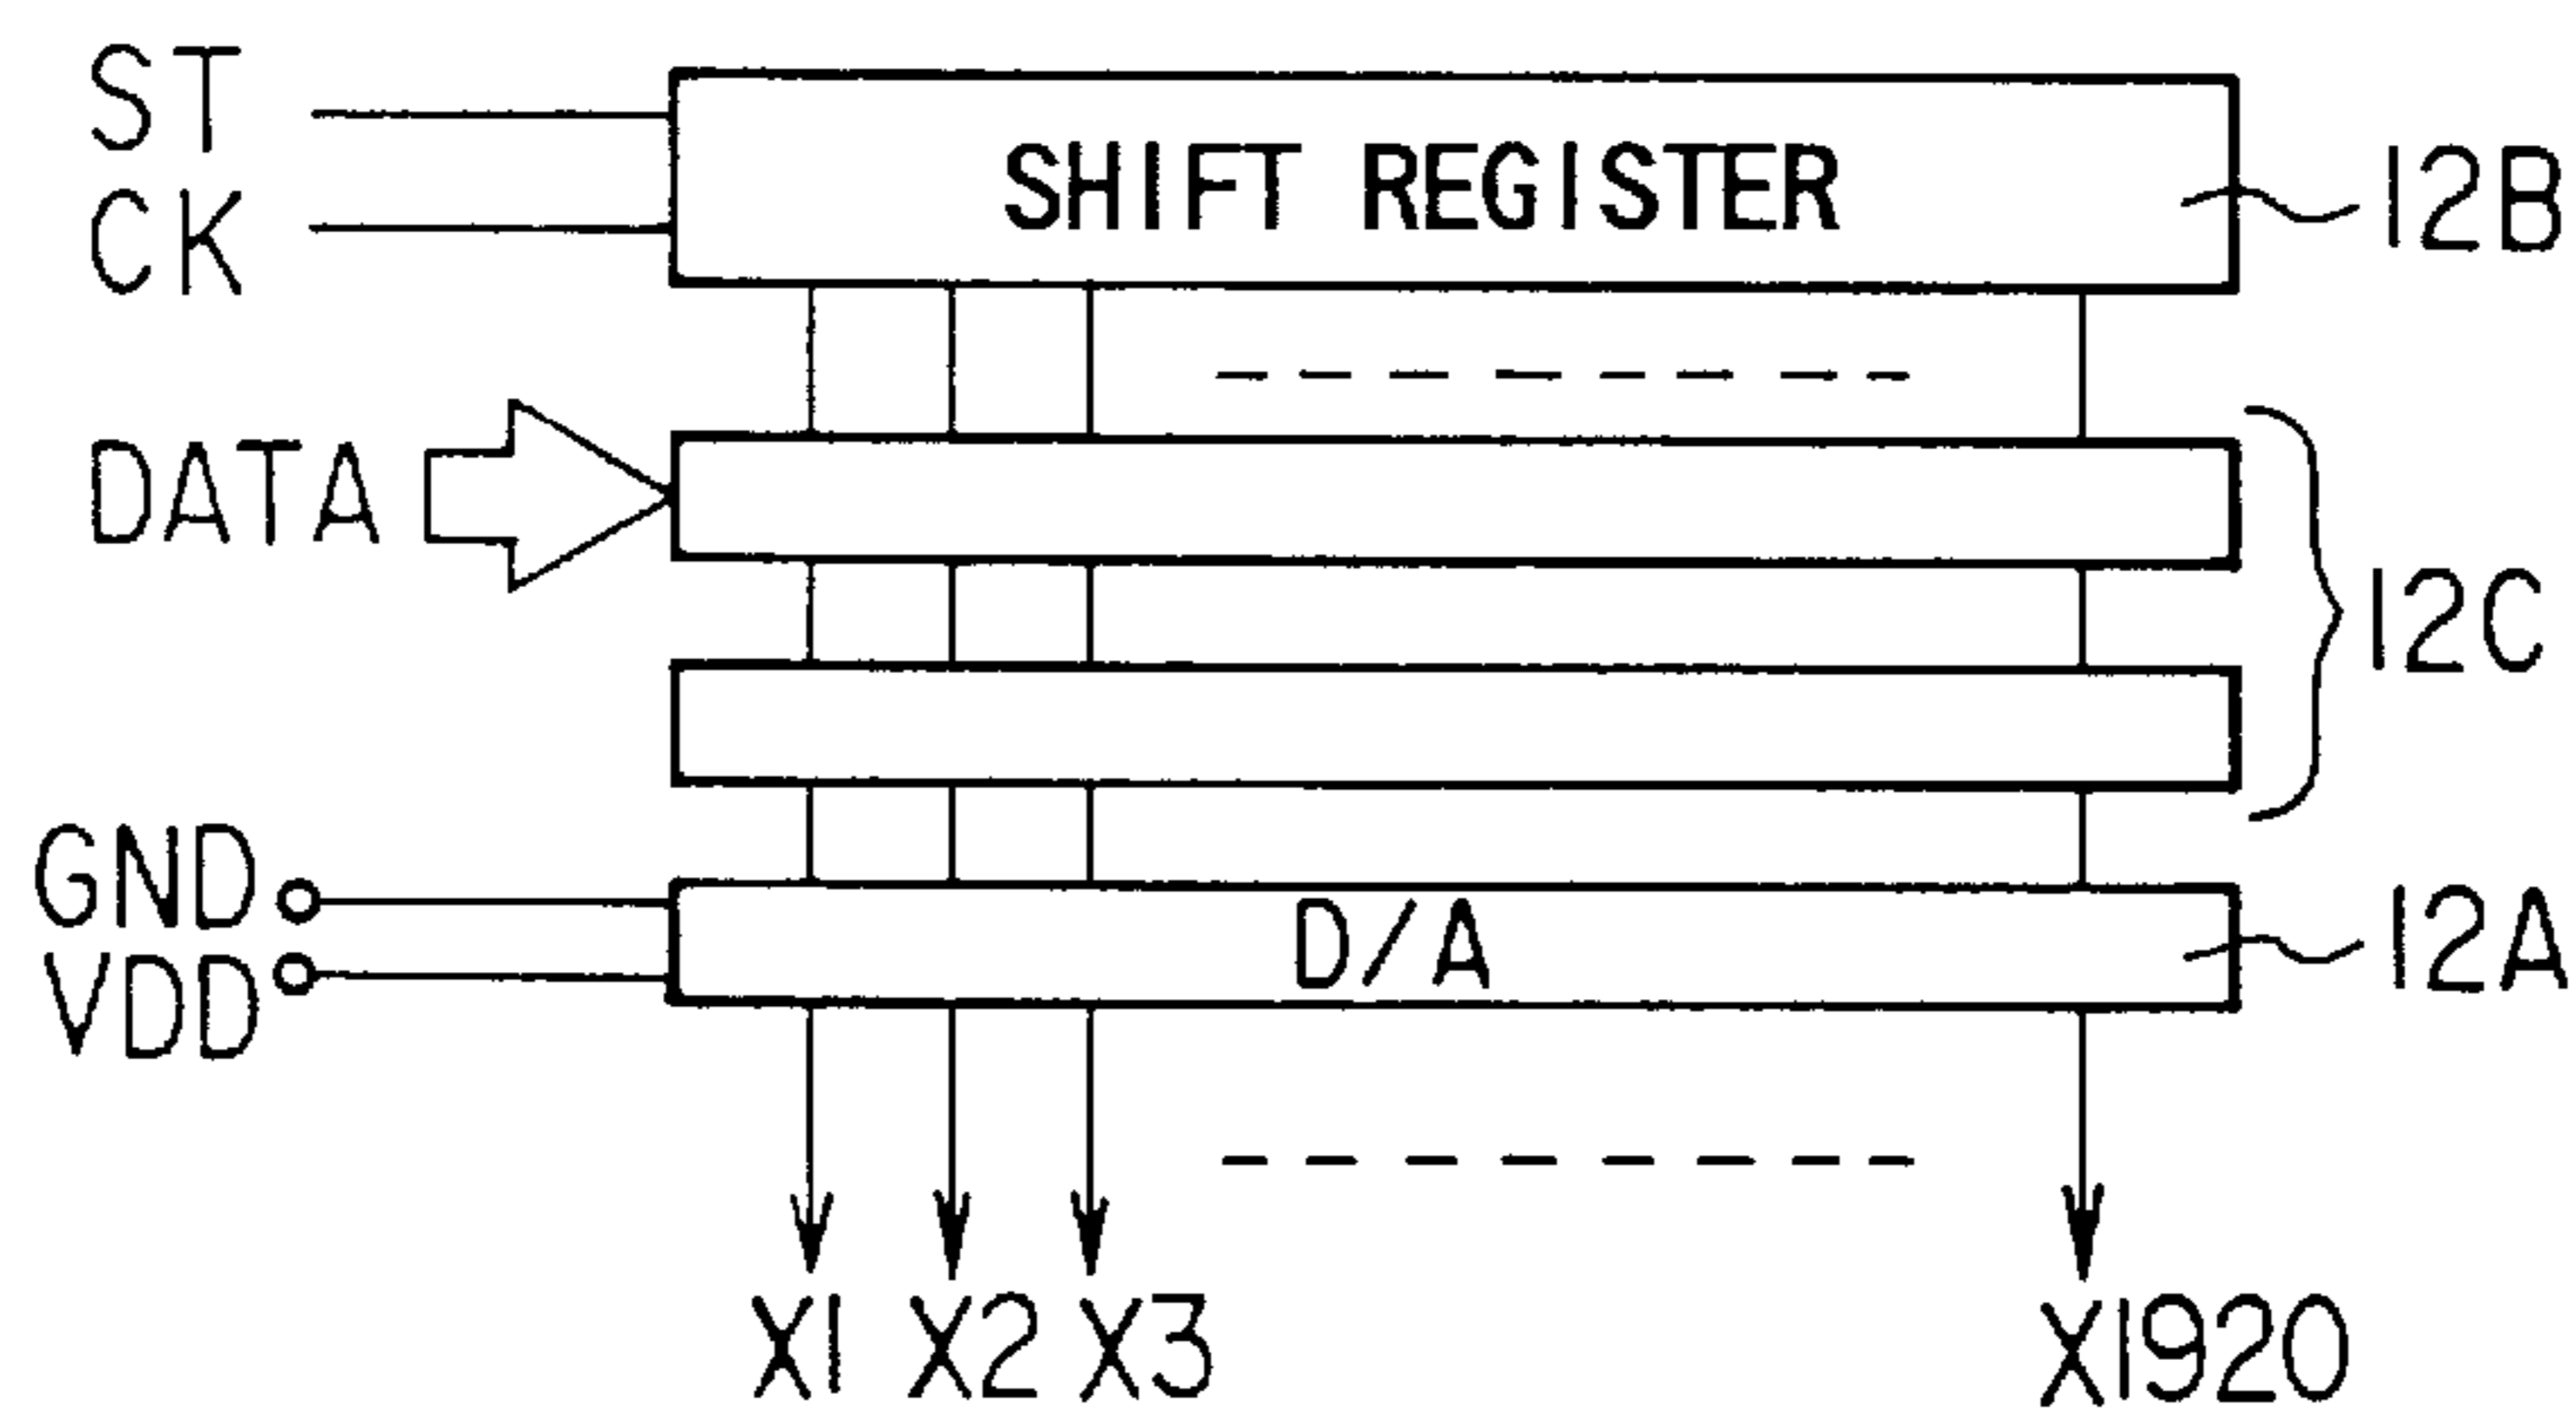 ST
SHIFT REGISTER
12B
CK
DATA
12C
GND
D/A
12A
VDD
X1 X2 X3 X1920